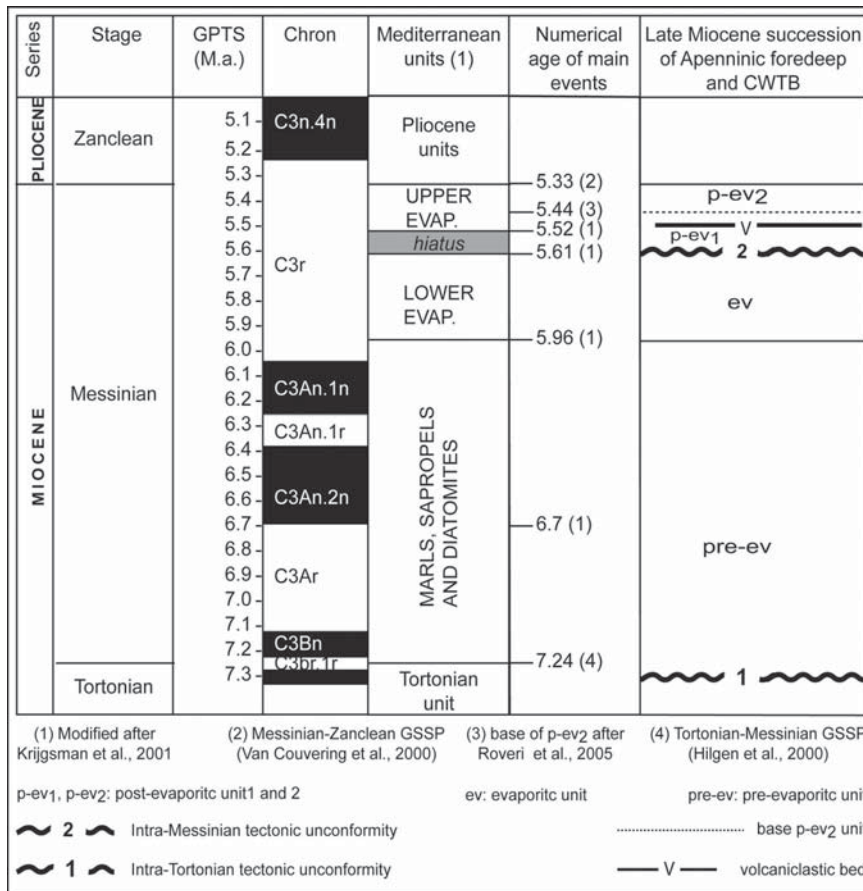 Series
Stage
GPTS
(M.a.)
Chron
Mediterranean
units (1)
Numerical
age of main
events
Late Miocene succession
of Apenninic foredeep
and CWTB
PLIOCENE
MIOCENE
Zanclean
Messinian
Tortonian
5.1
5.2
5.3
5.4
5.5
5.6
5.7
5.8
5.9
6.0
6.1
6.2
6.3
6.4
6.5
6.6
6.7
6.8
6.9
7.0
7.1
7.2
7.3
C3n.4n
C3r
C3An.1n
C3An.1r
C3An.2n
C3Ar
C3Bn
C3br.1r
Pliocene
units
UPPER
EVAP.
hiatus
LOWER
EVAP.
MARLS, SAPROPELS
AND DIATOMITES
Tortonian
unit
5.33 (2)
5.44 (3)
5.52 (1)
5.61 (1)
5.96 (1)
6.7 (1)
7.24 (4)
p-ev2
V
p-ev1
2
ev
pre-ev
1
(1) Modified after
Krijgsman et al., 2001
(2) Messinian-Zanclean GSSP
(Van Couvering et al., 2000)
(3) base of p-ev2 after
Roveri et al., 2005
(4) Tortonian-Messinian GSSP
(Hilgen et al., 2000)
p-ev1, p-ev2: post-evaporitc unit1 and 2
ev: evaporitc unit
pre-ev: pre-evaporitc unit
2 Intra-Messinian tectonic unconformity
base p-ev2 uni
1 Intra-Tortonian tectonic unconformity
V volcaniclastic bed